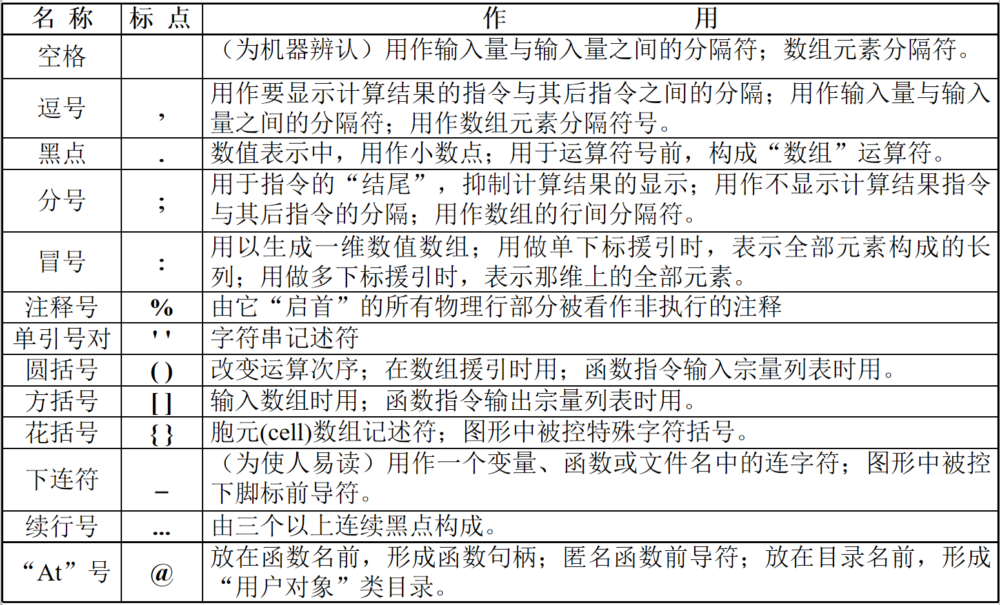 名 称 标 点 作 用
空格 （为机器辨认）用作输入量与输入量之间的分隔符；数组元素分隔符。
逗号 , 用作要显示计算结果的指令与其后指令之间的分隔；用作输入量与输入
量之间的分隔符；用作数组元素分隔符号。
黑点 . 数值表示中，用作小数点；用于运算符号前，构成“数组”运算符。
分号 ; 用于指令的“结尾”，抑制计算结果的显示；用作不显示计算结果指令
与其后指令的分隔；用作数组的行间分隔符。
冒号 : 用以生成一维数值数组；用做单下标援引时，表示全部元素构成的长
列；用做多下标援引时，表示那维上的全部元素。
注释号 % 由它“启首”的所有物理行部分被看作非执行的注释
单引号对 ' ' 字符串记述符
圆括号 ( ) 改变运算次序；在数组援引时用；函数指令输入宗量列表时用。
方括号 [ ] 输入数组时用；函数指令输出宗量列表时用。
花括号 { } 胞元(cell)数组记述符；图形中被控特殊字符括号。
下连符 _ （为使人易读）用作一个变量、函数或文件名中的连字符；图形中被控
下脚标前导符。
续行号 ... 由三个以上连续黑点构成。
“At”号 @ 放在函数名前，形成函数句柄；匿名函数前导符；放在目录名前，形成
“用户对象”类目录。